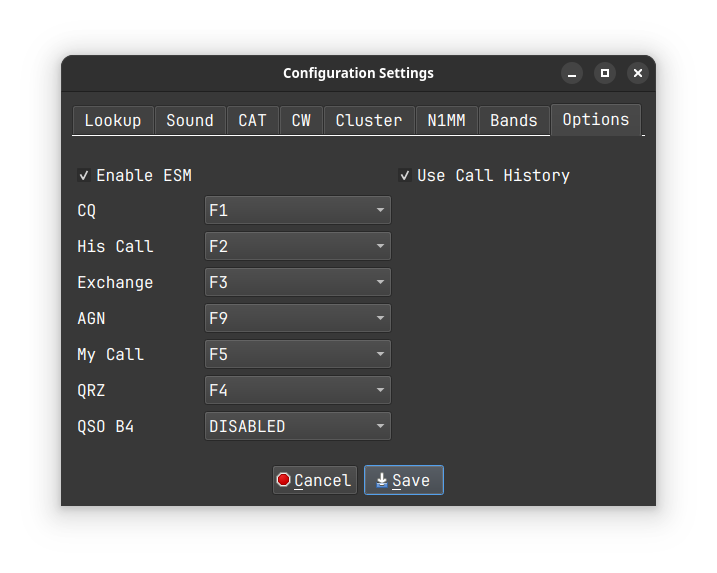 Configuration Settings
Lookup Sound CAT CW Cluster N1MM Bands Options
Enable ESM Use Call History
CQ F1
His Call F2
Exchange F3
AGN F9
My Call F5
QRZ F4
QSO B4 DISABLED
Cancel Save